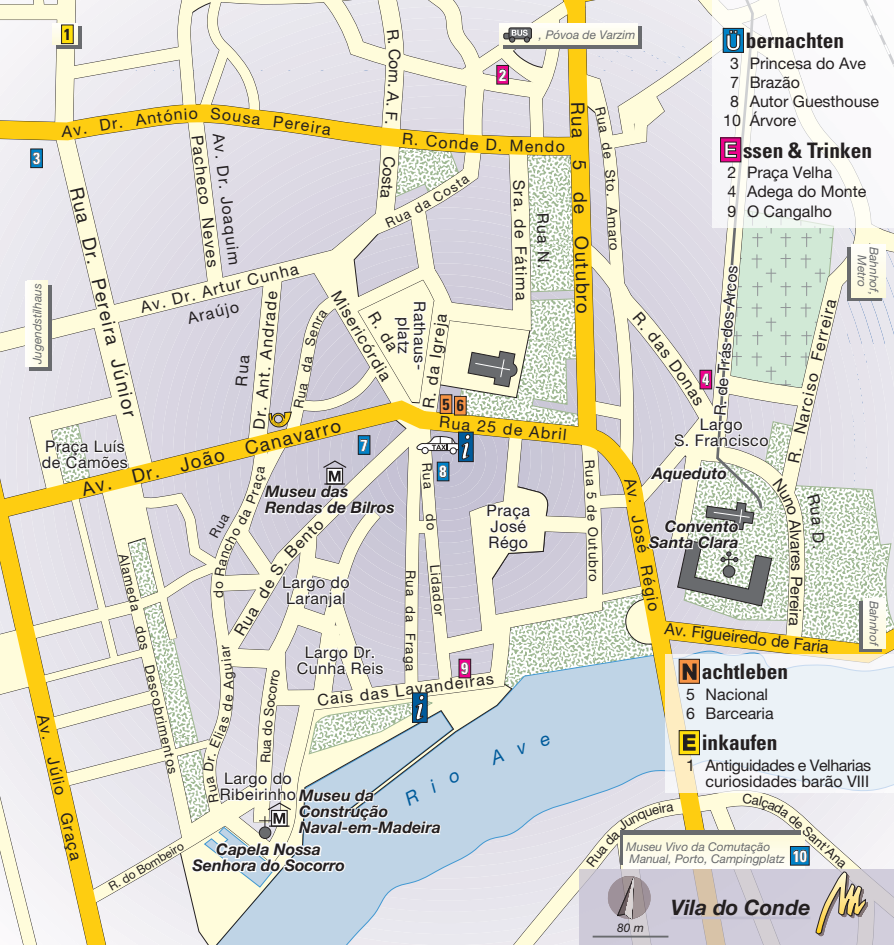 1
BUS , Póvoa de Varzim
2
R. Com. A. F.
Costa
Av. Dr. António Sousa Pereira
R. Conde D. Mendo
3
Pacheco Neves
Av. Dr. Joaquim
Rua da Costa
Rua 5 de Outubro
Rua de Sto. Amaro
Sra. de Fátima
Rua N.
Übernachten
3 Princesa do Ave
7 Brazão
8 Autor Guesthouse
10 Árvore
Essen & Trinken
2 Praça Velha
4 Adega do Monte
9 O Cangalho
Bahnhof,
Metro
Rua Dr. Pereira Júnior
Av. Dr. Artur Cunha
Araújo
Jugendstilhaus
Rua
Dr. Ant. Andrade
Rua da Senra
Misericórdia
R. da
Rathaus-
platz
R. da Igreja
R. das Donas
R. de Trás-dos-Arcos
R. Narciso Ferreira
4
5 6
Rua 25 de Abril
Av. Dr. João Canavarro
Praça Luís
de Camões
7
TAXI
i
8
M
Museu das
Rendas de Bilros
Largo
S. Francisco
Aqueduto
Convento
Santa Clara
Nuno Alvares Pereira
Rua D.
Praça
José
Régo
Rua
do Rancho da Praça
Rua de S. Bento
Rua do Lidador
Rua da Fraga
Rua 5 de Outubro
Av. José Régio
Largo do
Laranjal
Alameda dos Descobrimentos
Av. Figueiredo de Faria
Bahnhof
Largo Dr.
Cunha Reis
9
Cais das Lavandeiras
i
Rua Dr. Elias de Aguiar
Rua do Socorro
Rio Ave
Nachtleben
5 Nacional
6 Barcearia
Einkaufen
1 Antiguidades e Velharias
curiosidades barão VIII
Av. Júlio Graça
Largo do
Ribeirinho
M
Museu da
Construção
Naval-em-Madeira
Capela Nossa
Senhora do Socorro
R. do Bombeiro
Rua da Junqueira
Calçada de Sant'Ana
Museu Vivo da Comutação
Manual, Porto, Campingplatz 10
80 m
Vila do Conde